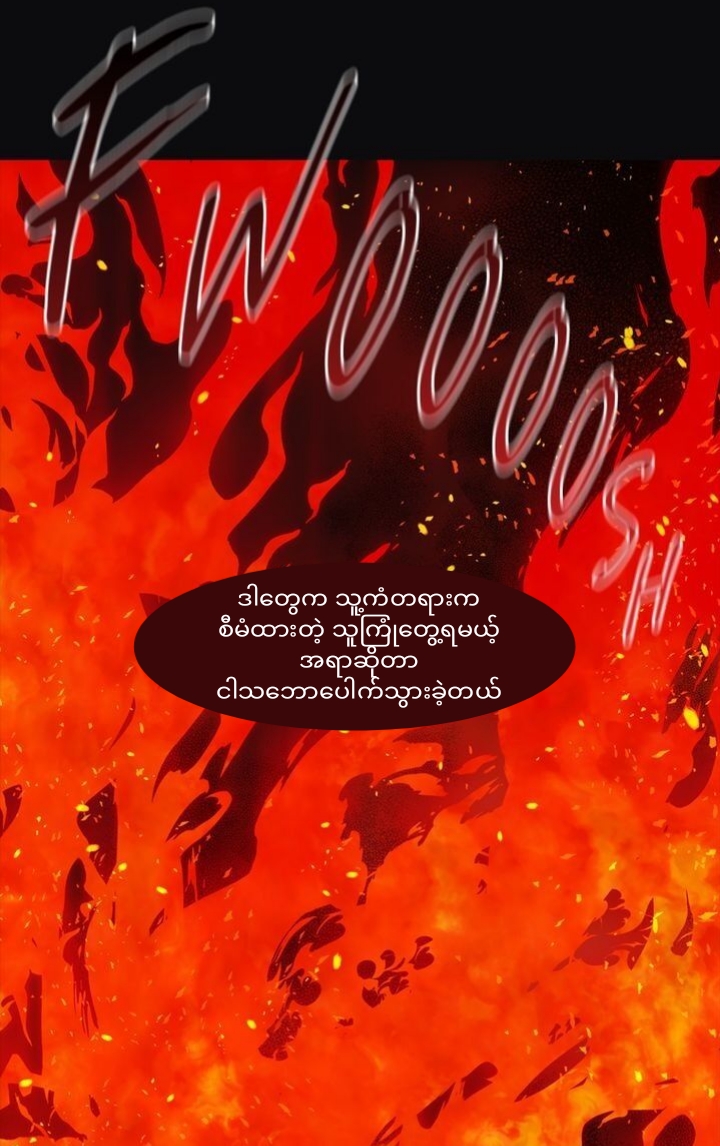 FWOOOOSH
ဒါတွေက သူ့ကံတရားက
စီမံထားတဲ့ သူကြုံတွေ့ရမယ့်
အရာဆိုတာ
ငါသဘောပေါက်သွားခဲ့တယ်